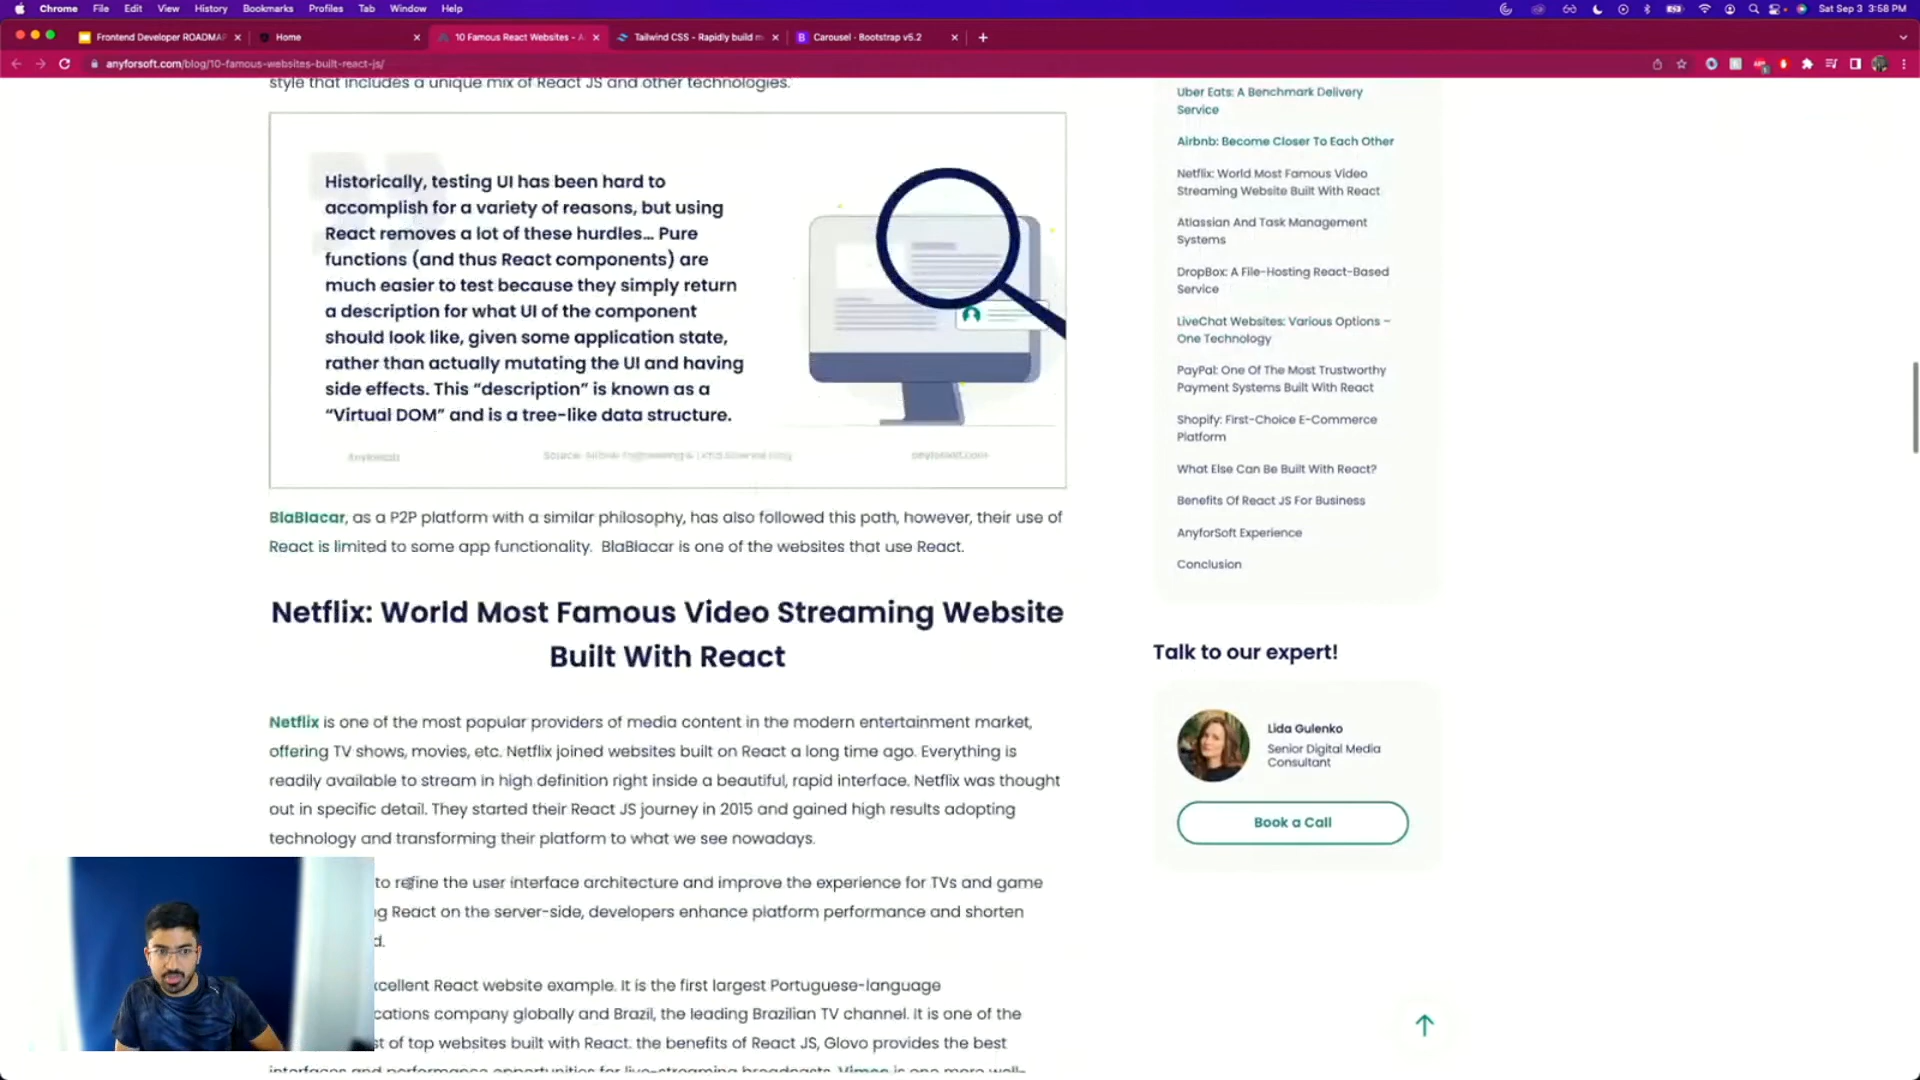 Chrome File Edit View History Bookmarks Profiles Tab Window Help Sat Sep 3 3:58 PM
Frontend Developer ROADMAP Home 10 Famous React Websites - A Tailwind CSS - Rapidly build m Carousel · Bootstrap v5.2
anyforsoft.com/blog/10-famous-websites-built-react-js/
style that includes a unique mix of React JS and other technologies.
Historically, testing UI has been hard to
accomplish for a variety of reasons, but using
React removes a lot of these hurdles... Pure
functions (and thus React components) are
much easier to test because they simply return
a description for what UI of the component
should look like, given some application state,
rather than actually mutating the UI and having
side effects. This “description” is known as a
“Virtual DOM” and is a tree-like data structure.
anyforsoft.com
BlaBlacar, as a P2P platform with a similar philosophy, has also followed this path, however, their use of
React is limited to some app functionality. BlaBlacar is one of the websites that use React.
Netflix: World Most Famous Video Streaming Website
Built With React
Netflix is one of the most popular providers of media content in the modern entertainment market,
offering TV shows, movies, etc. Netflix joined websites built on React a long time ago. Everything is
readily available to stream in high definition right inside a beautiful, rapid interface. Netflix was thought
out in specific detail. They started their React JS journey in 2015 and gained high results adopting
technology and transforming their platform to what we see nowadays.
to refine the user interface architecture and improve the experience for TVs and game
g React on the server-side, developers enhance platform performance and shorten
d.
cellent React website example. It is the first largest Portuguese-language
cations company globally and Brazil, the leading Brazilian TV channel. It is one of the
st of top websites built with React. the benefits of React JS, Glovo provides the best
interfaces and performance opportunities for live-streaming broadcasts. Vimeo is one more well-
Uber Eats: A Benchmark Delivery
Service
Airbnb: Become Closer To Each Other
Netflix: World Most Famous Video
Streaming Website Built With React
Atlassian And Task Management
Systems
DropBox: A File-Hosting React-Based
Service
LiveChat Websites: Various Options –
One Technology
PayPal: One Of The Most Trustworthy
Payment Systems Built With React
Shopify: First-Choice E-Commerce
Platform
What Else Can Be Built With React?
Benefits Of React JS For Business
AnyforSoft Experience
Conclusion
Talk to our expert!
Lida Gulenko
Senior Digital Media
Consultant
Book a Call